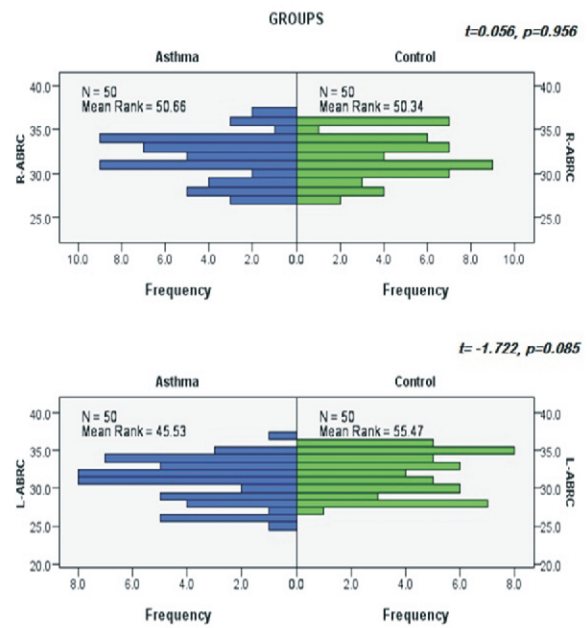 GROUPS
t=0.056, p=0.956
Asthma Control
N = 50 N = 50
Mean Rank = 50.66 Mean Rank = 50.34
40.0 40.0
35.0 35.0
30.0 30.0
25.0 25.0
R-ABRC R-ABRC
10.0 8.0 6.0 4.0 2.0 0.0 2.0 4.0 6.0 8.0 10.0
Frequency Frequency
t= -1.722, p=0.085
Asthma Control
N = 50 N = 50
Mean Rank = 45.53 Mean Rank = 55.47
40.0 40.0
35.0 35.0
30.0 30.0
25.0 25.0
20.0 20.0
L-ABRC L-ABRC
8.0 6.0 4.0 2.0 0.0 2.0 4.0 6.0 8.0
Frequency Frequency